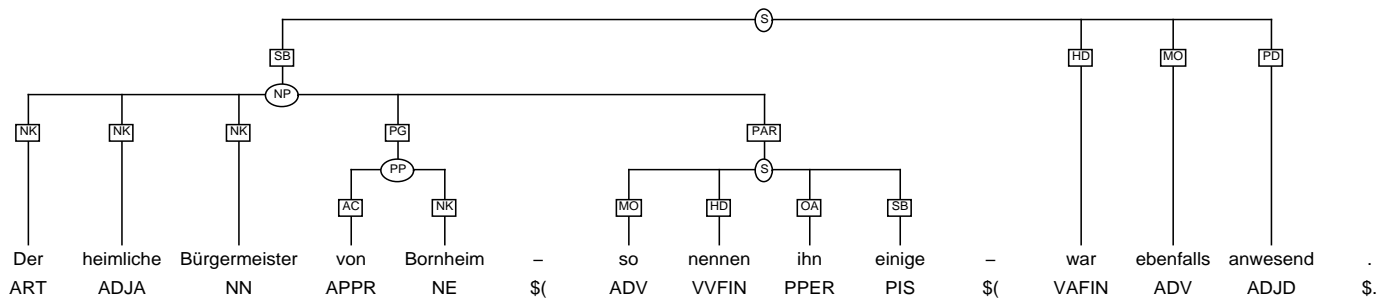 S
SB HD MO PD
NP
NK NK NK PG PAR
PP S
AC NK MO HD OA SB
Der heimliche Bürgermeister von Bornheim – so nennen ihn einige – war ebenfalls anwesend .
ART ADJA NN APPR NE $( ADV VVFIN PPER PIS $( VAFIN ADV ADJD $.